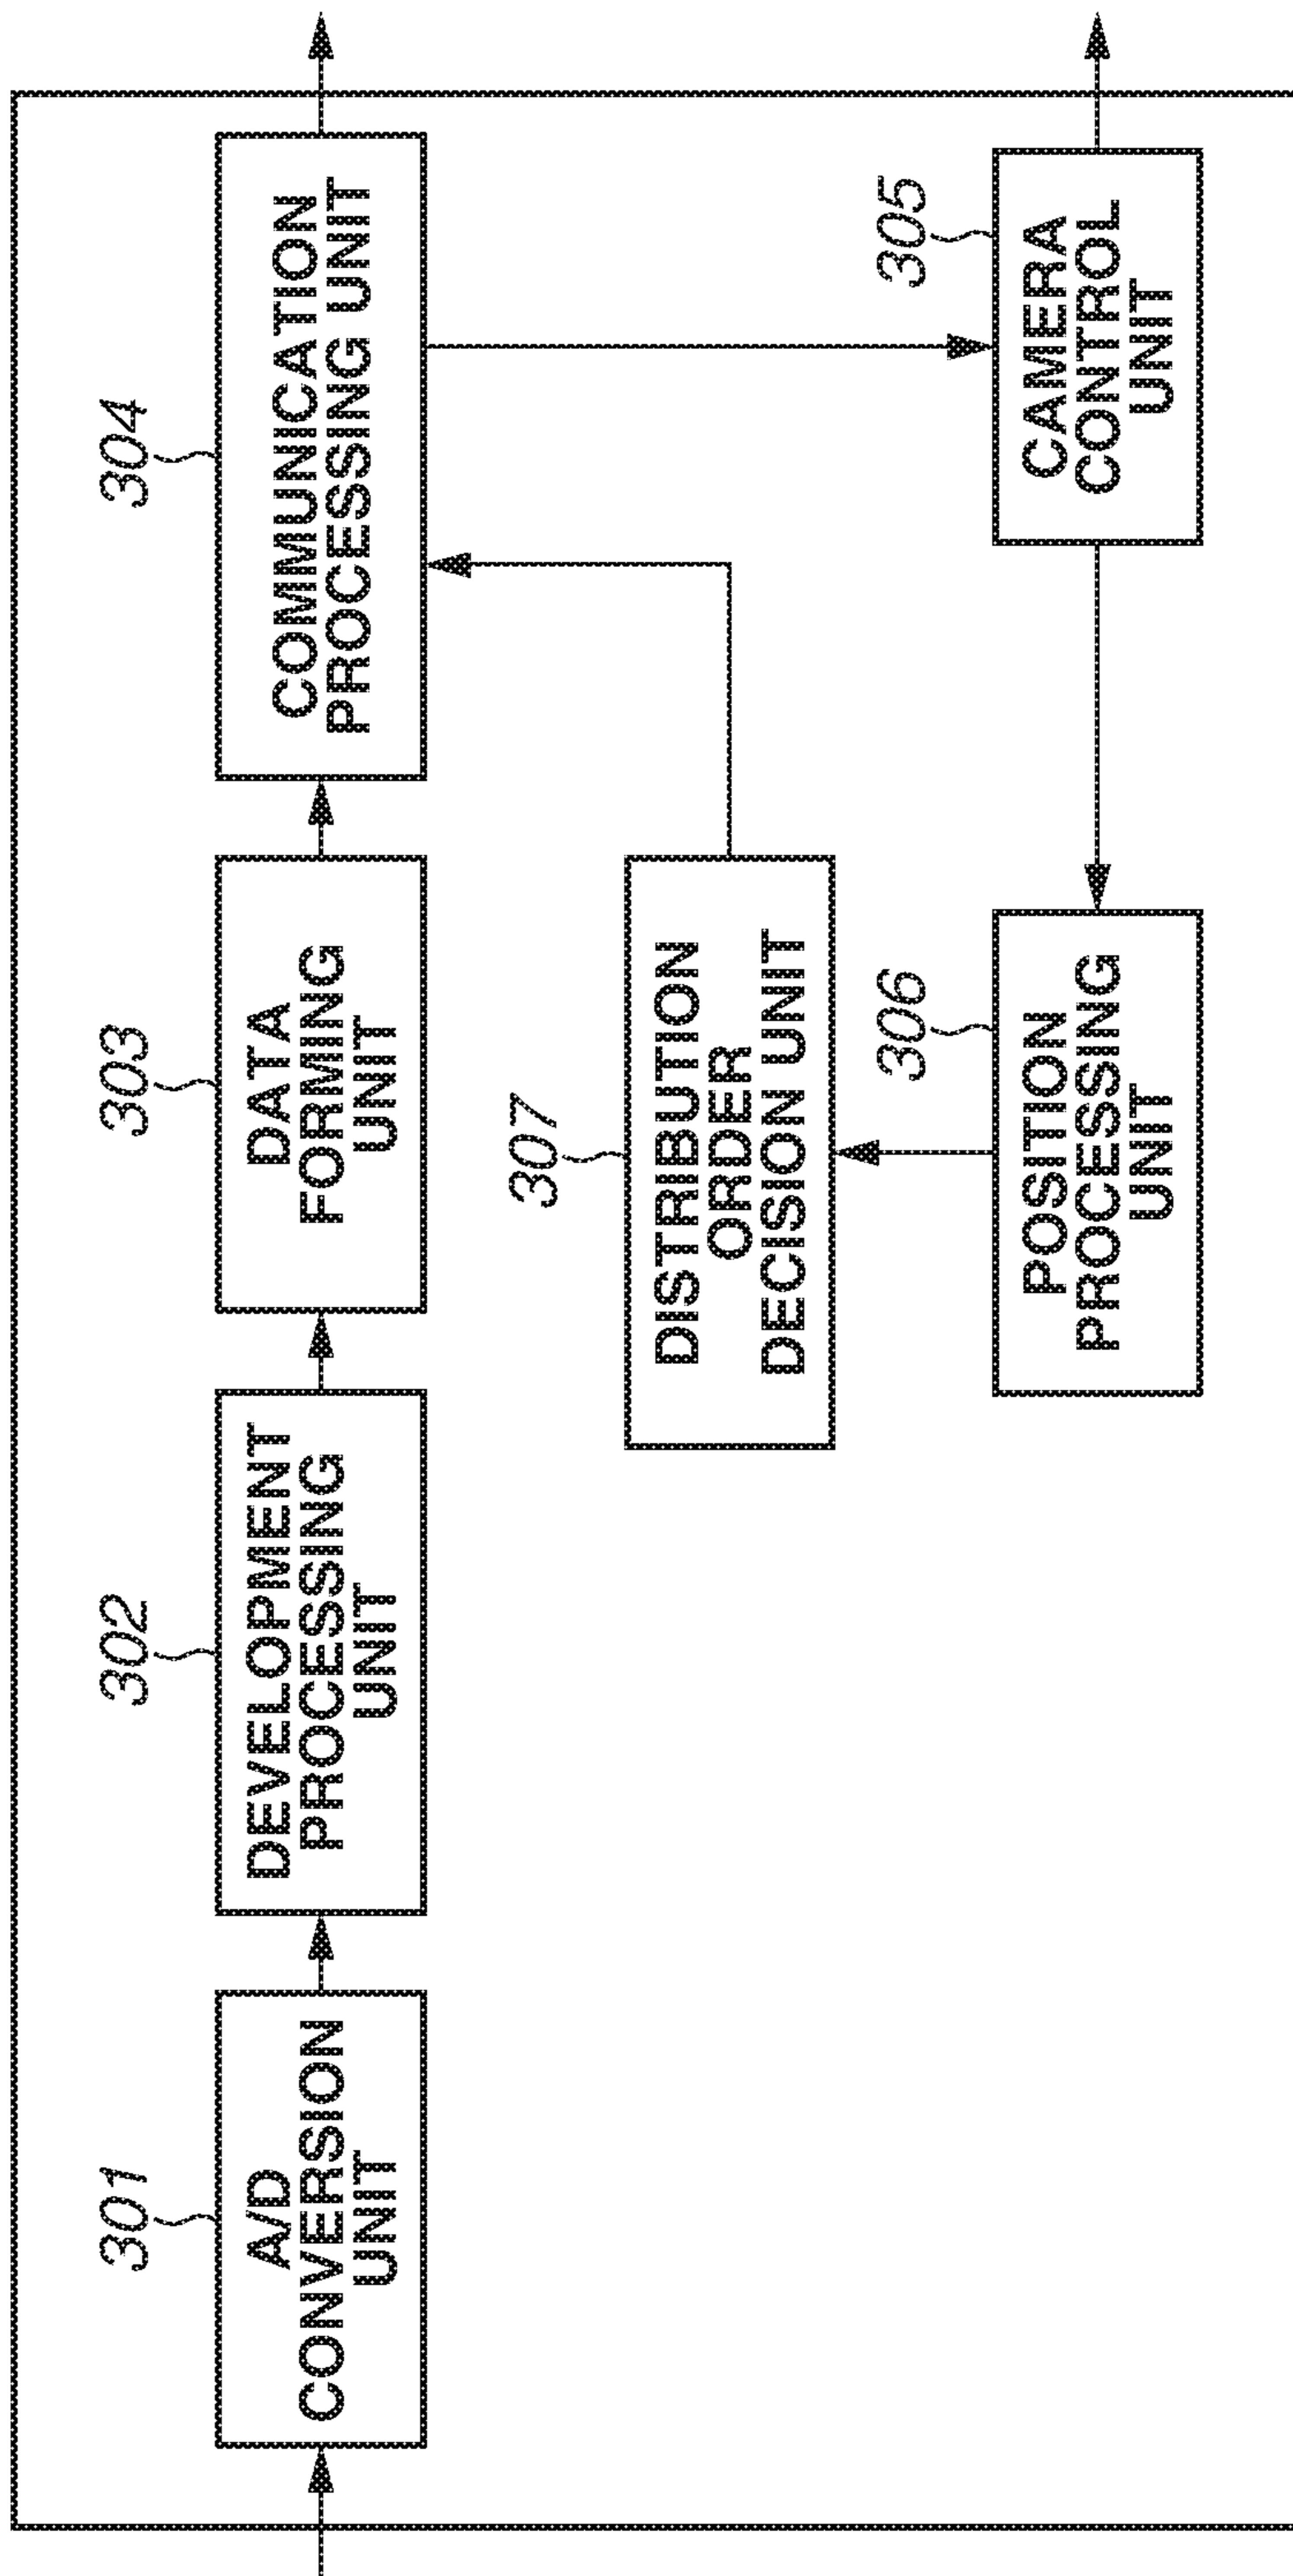 301
A/D
CONVERSION
UNIT
302
DEVELOPMENT
PROCESSING
UNIT
303
DATA
FORMING
UNIT
304
COMMUNICATION
PROCESSING UNIT
307
DISTRIBUTION
ORDER
DECISION UNIT
306
POSITION
PROCESSING
UNIT
305
CAMERA
CONTROL
UNIT